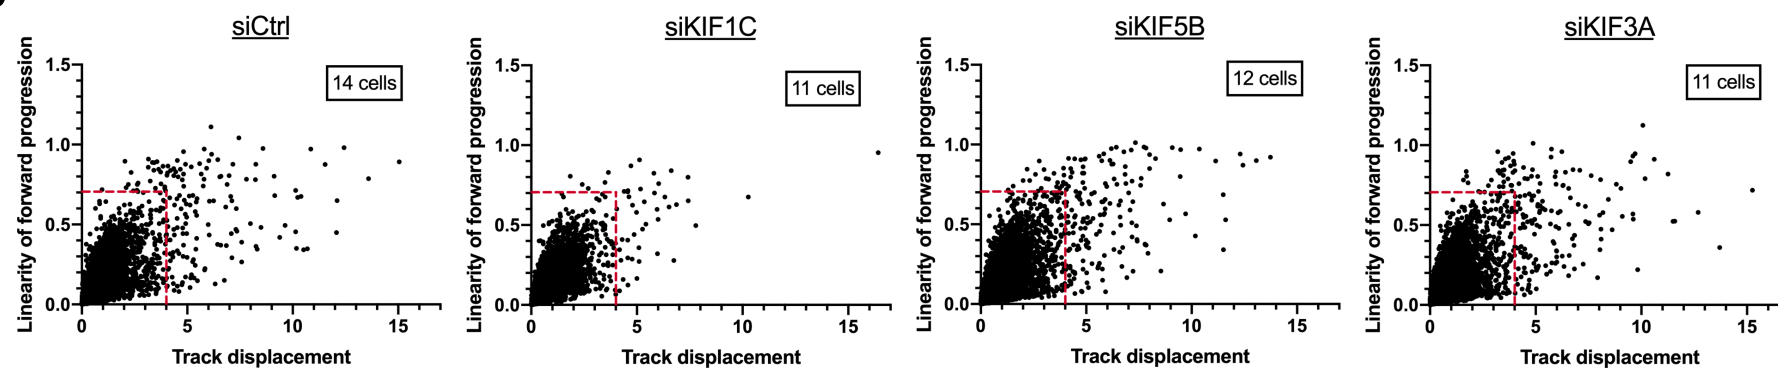 siCtrl
Linearity of forward progression
1.5
1.0
0.5
0.0
14 cells
0 5 10 15
Track displacement
siKIF1C
Linearity of forward progression
1.5
1.0
0.5
0.0
11 cells
0 5 10 15
Track displacement
siKIF5B
Linearity of forward progression
1.5
1.0
0.5
0.0
12 cells
0 5 10 15
Track displacement
siKIF3A
Linearity of forward progression
1.5
1.0
0.5
0.0
11 cells
0 5 10 15
Track displacement